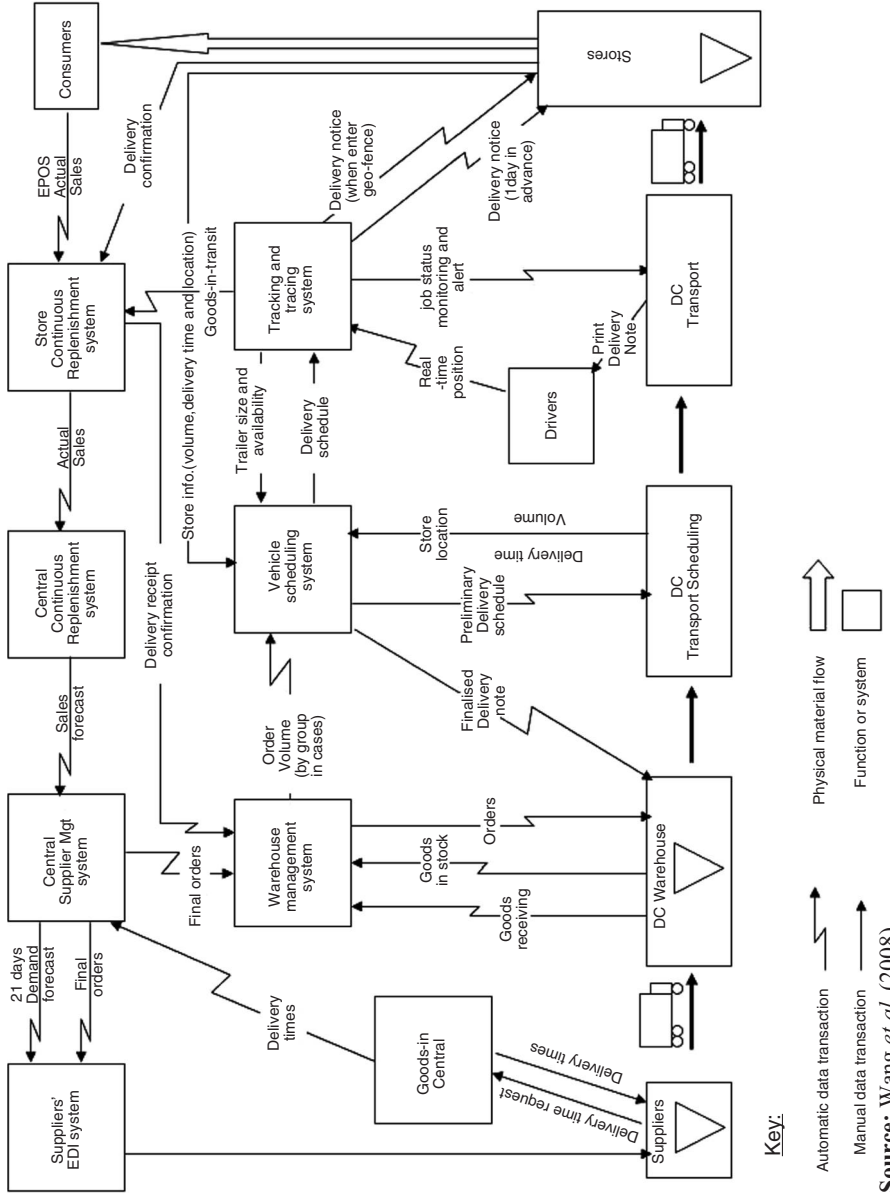 Suppliers'
EDI system
21 days
Demand
forecast
Final
orders
Central
Supplier Mgt
system
Sales
forecast
Central
Continuous
Replenishment
system
Actual
Sales
Store
Continuous
Replenishment
system
EPOS
Actual
Sales
Consumers
Delivery
confirmation
Delivery receipt
confirmation
Store info.(volume,delivery time and location)
Goods-in-transit
Final orders
Delivery
times
Goods-in
Central
Warehouse
management
system
Order
Volume
(by group
in cases)
Vehicle
scheduling
system
Trailer size and
availability
Delivery
schedule
Tracking and
tracing
system
Delivery notice
(when enter
geo-fence)
Delivery notice
(1day in
advance)
Delivery time request
Delivery times
Goods
receiving
Goods
in stock
Orders
Finalised
Delivery
note
Preliminary
Delivery
schedule
Delivery time
Store
location
Volume
Real
-time
position
Drivers
Print
Delivery
Note
job status
monitoring and
alert
Suppliers
DC Warehouse
DC
Transport Scheduling
DC
Transport
Stores
Key:
Automatic data transaction
Physical material flow
Manual data transaction
Function or system
Source: Wang et al. (2008)